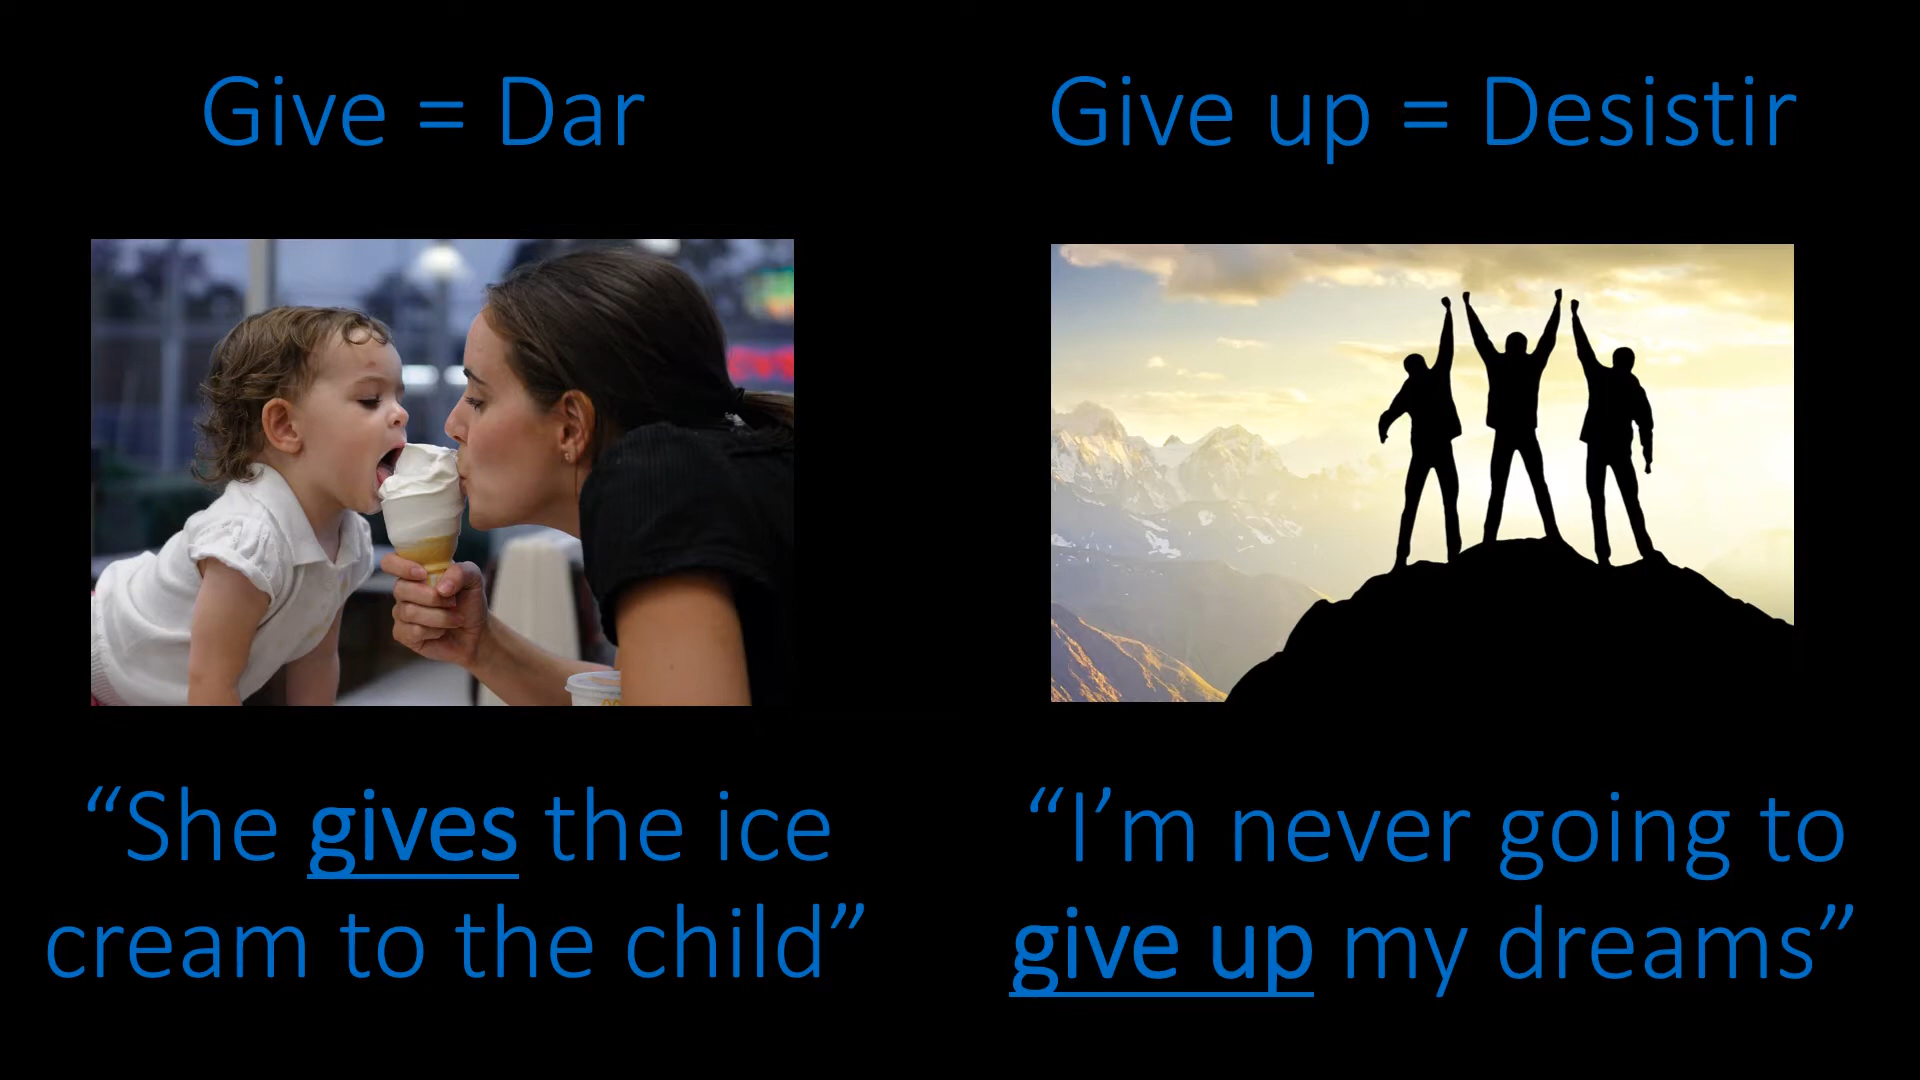 Give = Dar
“She gives the ice
cream to the child”
Give up = Desistir
“I’m never going to
give up my dreams”